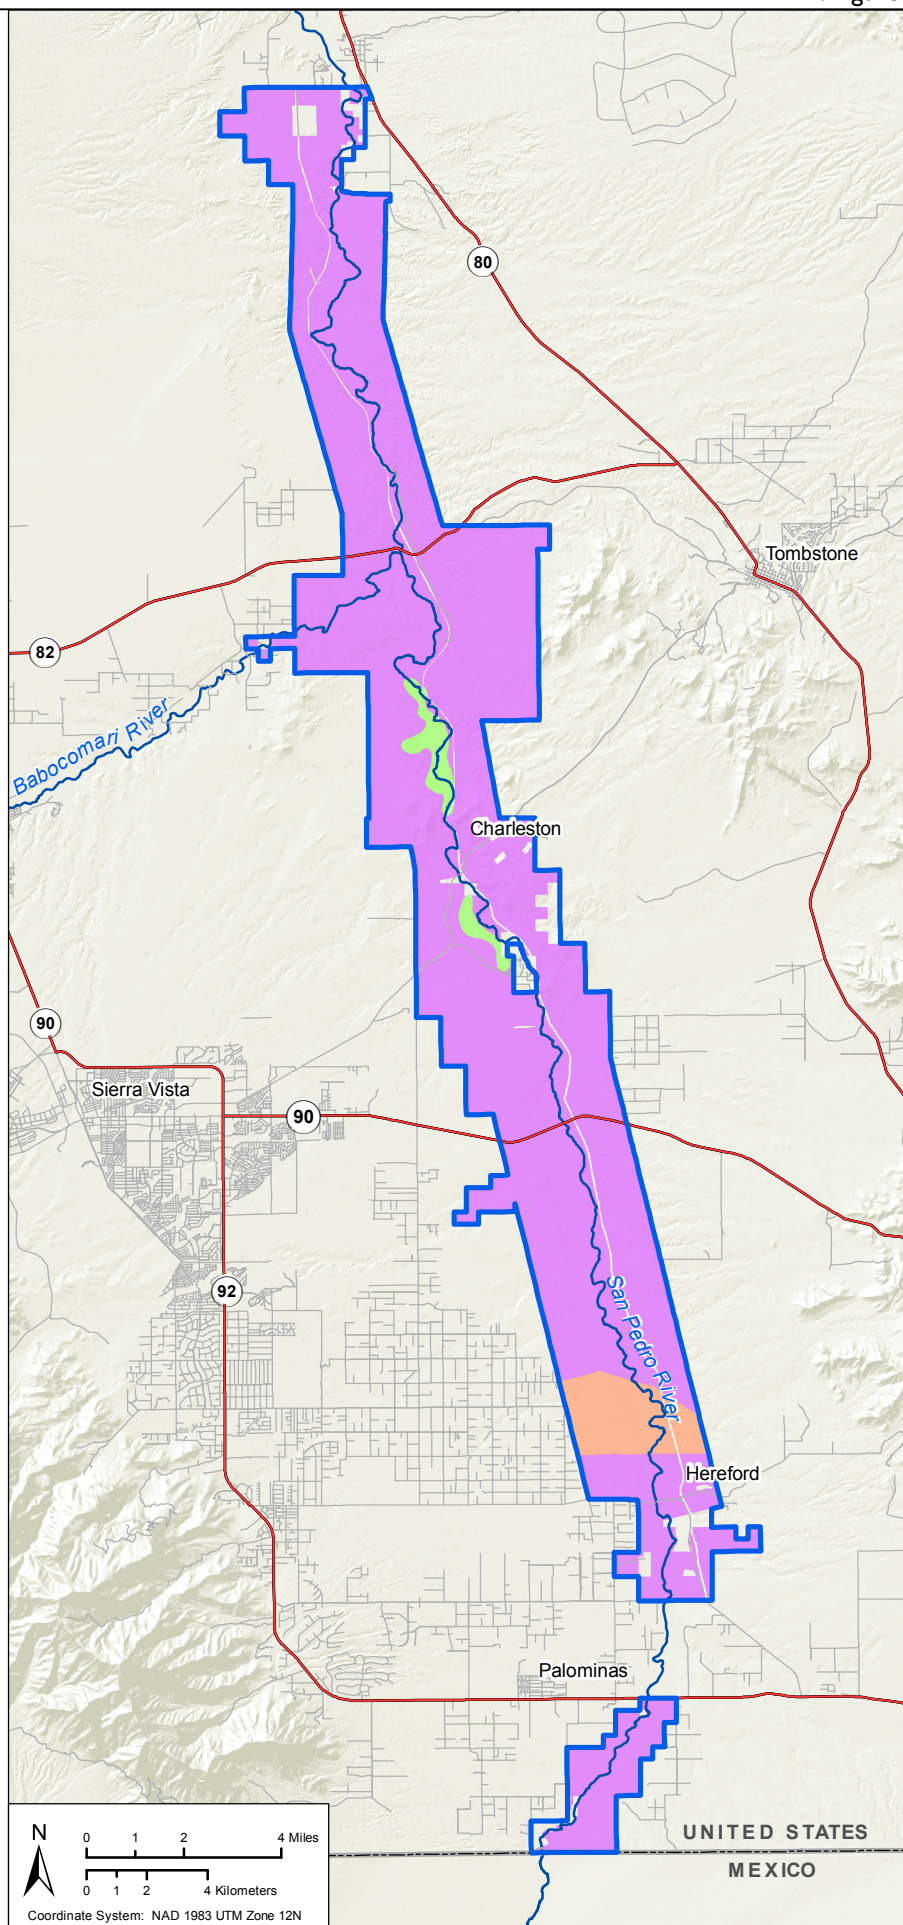 80
Tombstone
82
Babocomari River
Charleston
90
Sierra Vista
90
92
San Pedro River
Hereford
Palominas
UNITED STATES
MEXICO
N
0 1 2 4 Miles
0 1 2 4 Kilometers
Coordinate System: NAD 1983 UTM Zone 12N